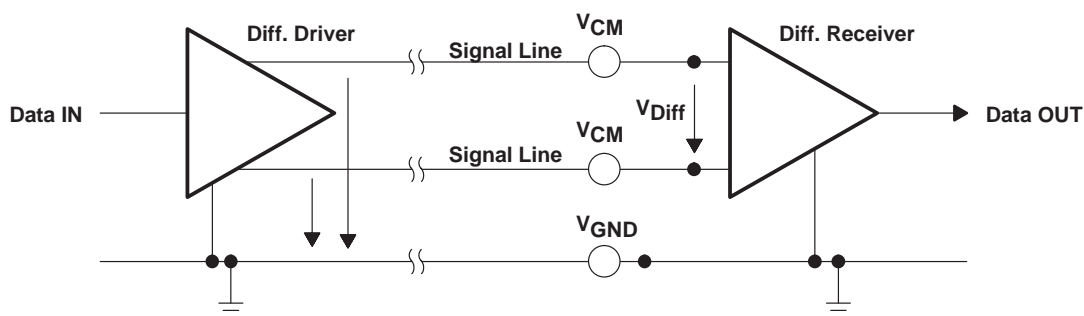 Diff. Driver
Signal Line
VCM
Diff. Receiver
Data IN
VDiff
Data OUT
Signal Line
VCM
VGND